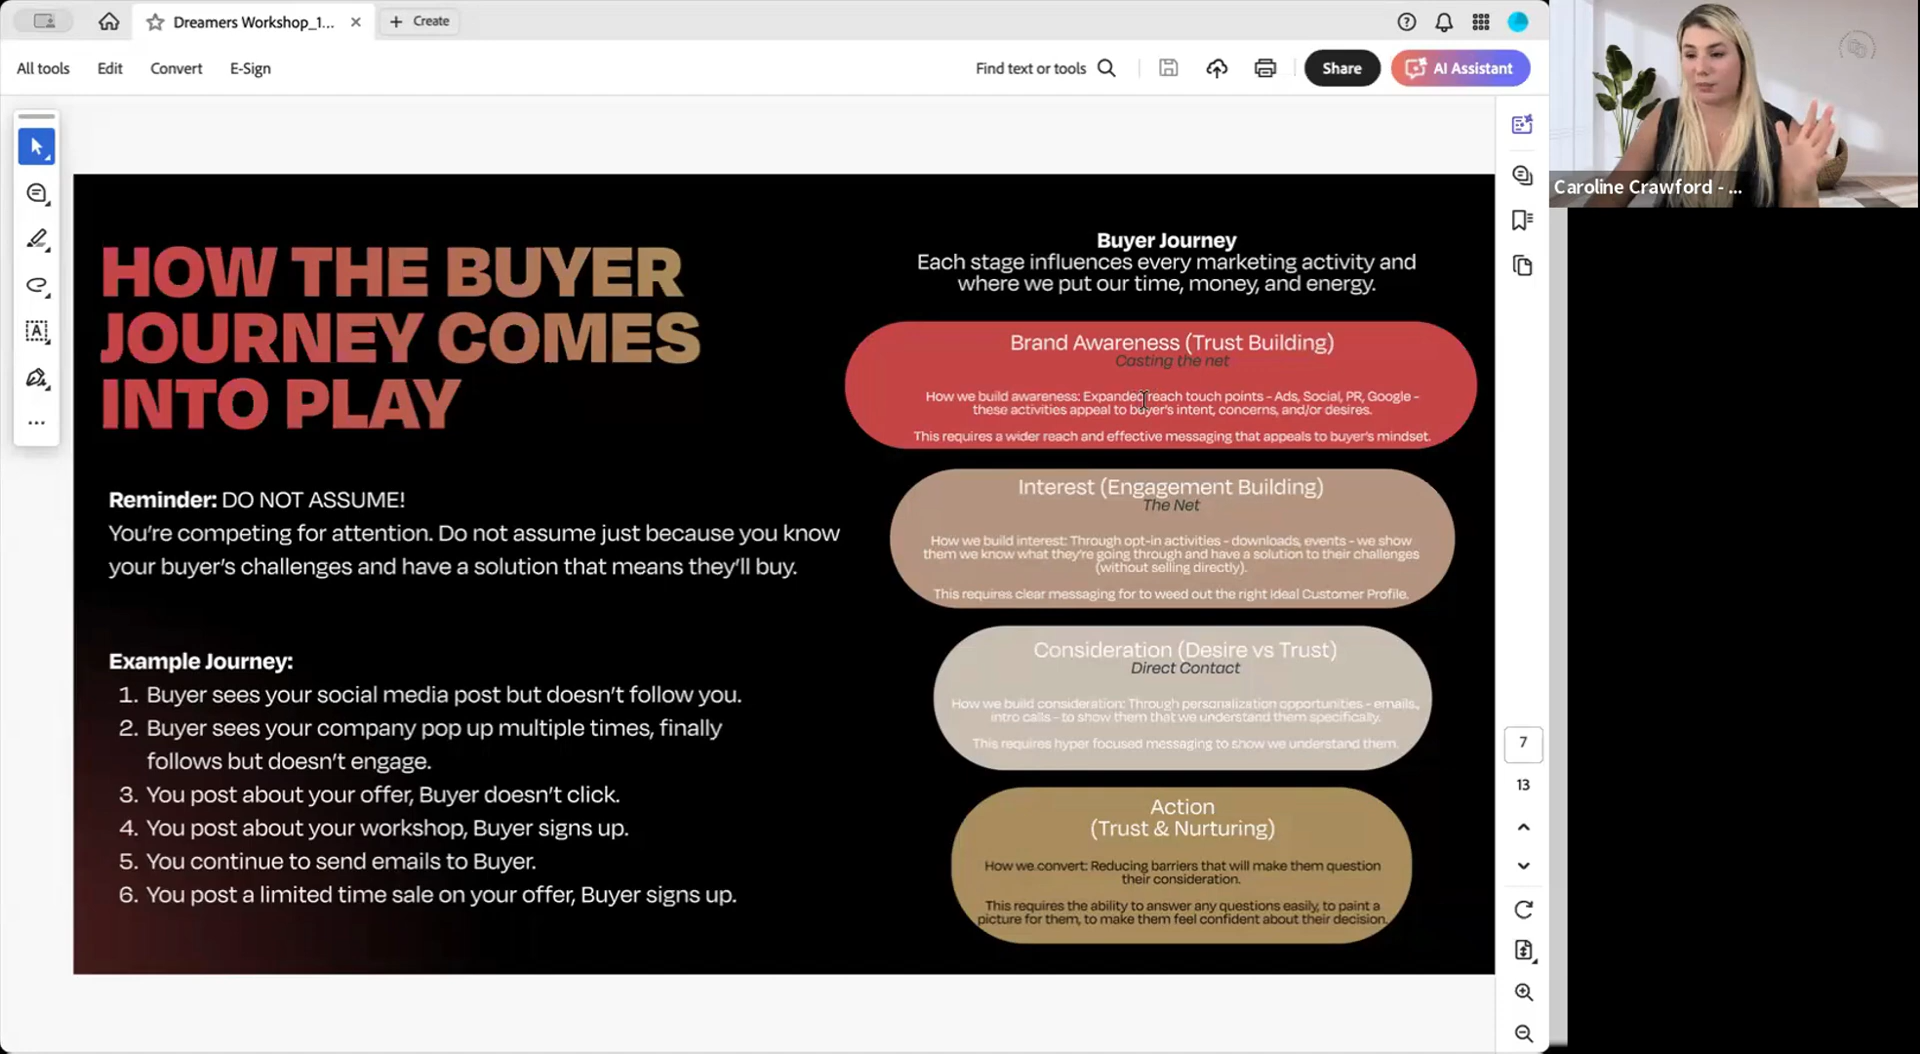 Dreamers Workshop_1...
Create
All tools
Edit
Convert
E-Sign
Find text or tools
Share
AI Assistant
Caroline Crawford - ...
HOW THE BUYER
JOURNEY COMES
INTO PLAY
Reminder: DO NOT ASSUME!
You're competing for attention. Do not assume just because you know
your buyer's challenges and have a solution that means they'll buy.
Example Journey:
1. Buyer sees your social media post but doesn't follow you.
2. Buyer sees your company pop up multiple times, finally
follows but doesn't engage.
3. You post about your offer, Buyer doesn't click.
4. You post about your workshop, Buyer signs up.
5. You continue to send emails to Buyer.
6. You post a limited time sale on your offer, Buyer signs up.
Buyer Journey
Each stage influences every marketing activity and
where we put our time, money, and energy.
Brand Awareness (Trust Building)
Casting the net
How we build awareness: Expanded reach touch points - Ads, Social, PR, Google -
these activities appeal to buyer's intent, concerns, and/or desires.
This requires a wider reach and effective messaging that appeals to buyer's mindset.
Interest (Engagement Building)
The Net
How we build interest: Through opt-in activities - downloads, events - we show
them we know what they're going through and have a solution to their challenges
(without selling directly).
This requires clear messaging for to weed out the right Ideal Customer Profile.
Consideration (Desire vs Trust)
Direct Contact
How we build consideration: Through personalization opportunities - emails,
intro calls - to show them that we understand them specifically.
This requires hyper focused messaging to show we understand them.
Action
(Trust & Nurturing)
How we convert: Reducing barriers that will make them question
their consideration.
This requires the ability to answer any questions easily, to paint a
picture for them, to make them feel confident about their decision.
7
13